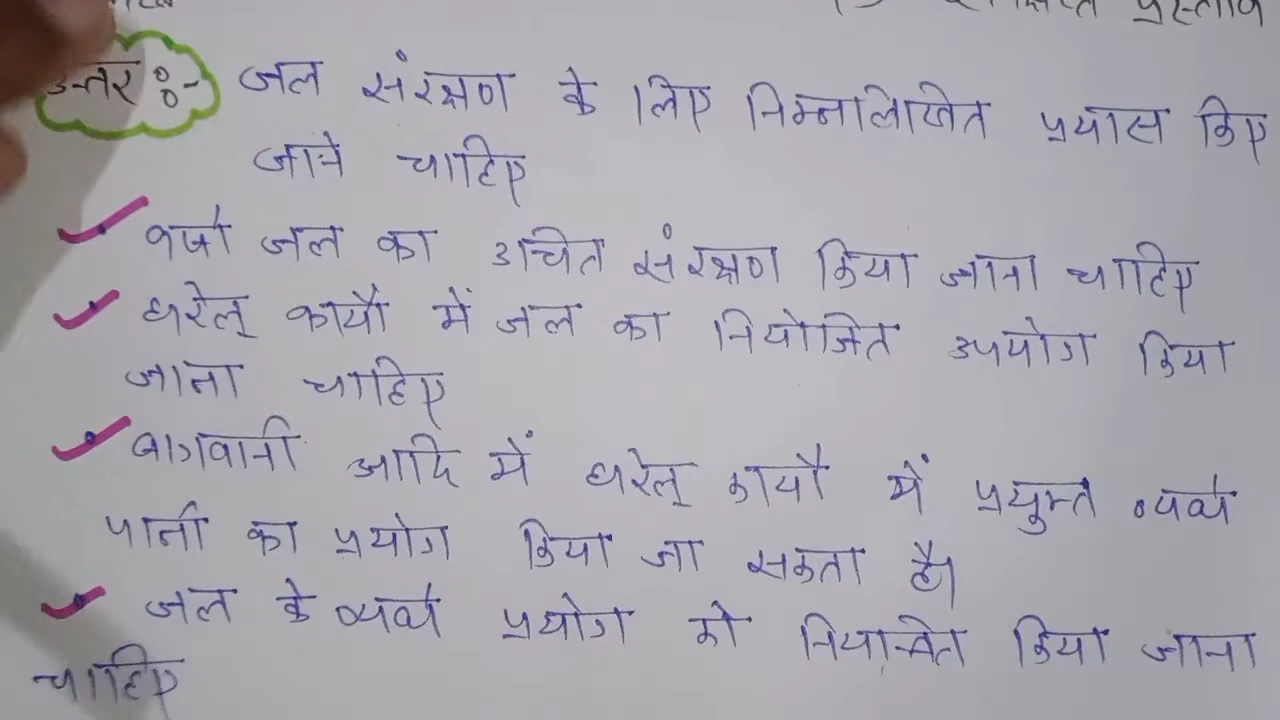 प्रस्ताव
उत्तर :-
जल संरक्षण के लिए निम्नलिखित प्रयास किए
जाने चाहिए
वर्षा जल का उचित संरक्षण किया जाना चाहिए
घरेलू कार्यों में जल का नियोजित उपयोग किया
जाना चाहिए
बागवानी आदि में घरेलू कार्यों में प्रयुक्त व्यर्थ
पानी का प्रयोग किया जा सकता है।
जल के व्यर्थ प्रयोग को नियन्त्रित किया जाना
चाहिए